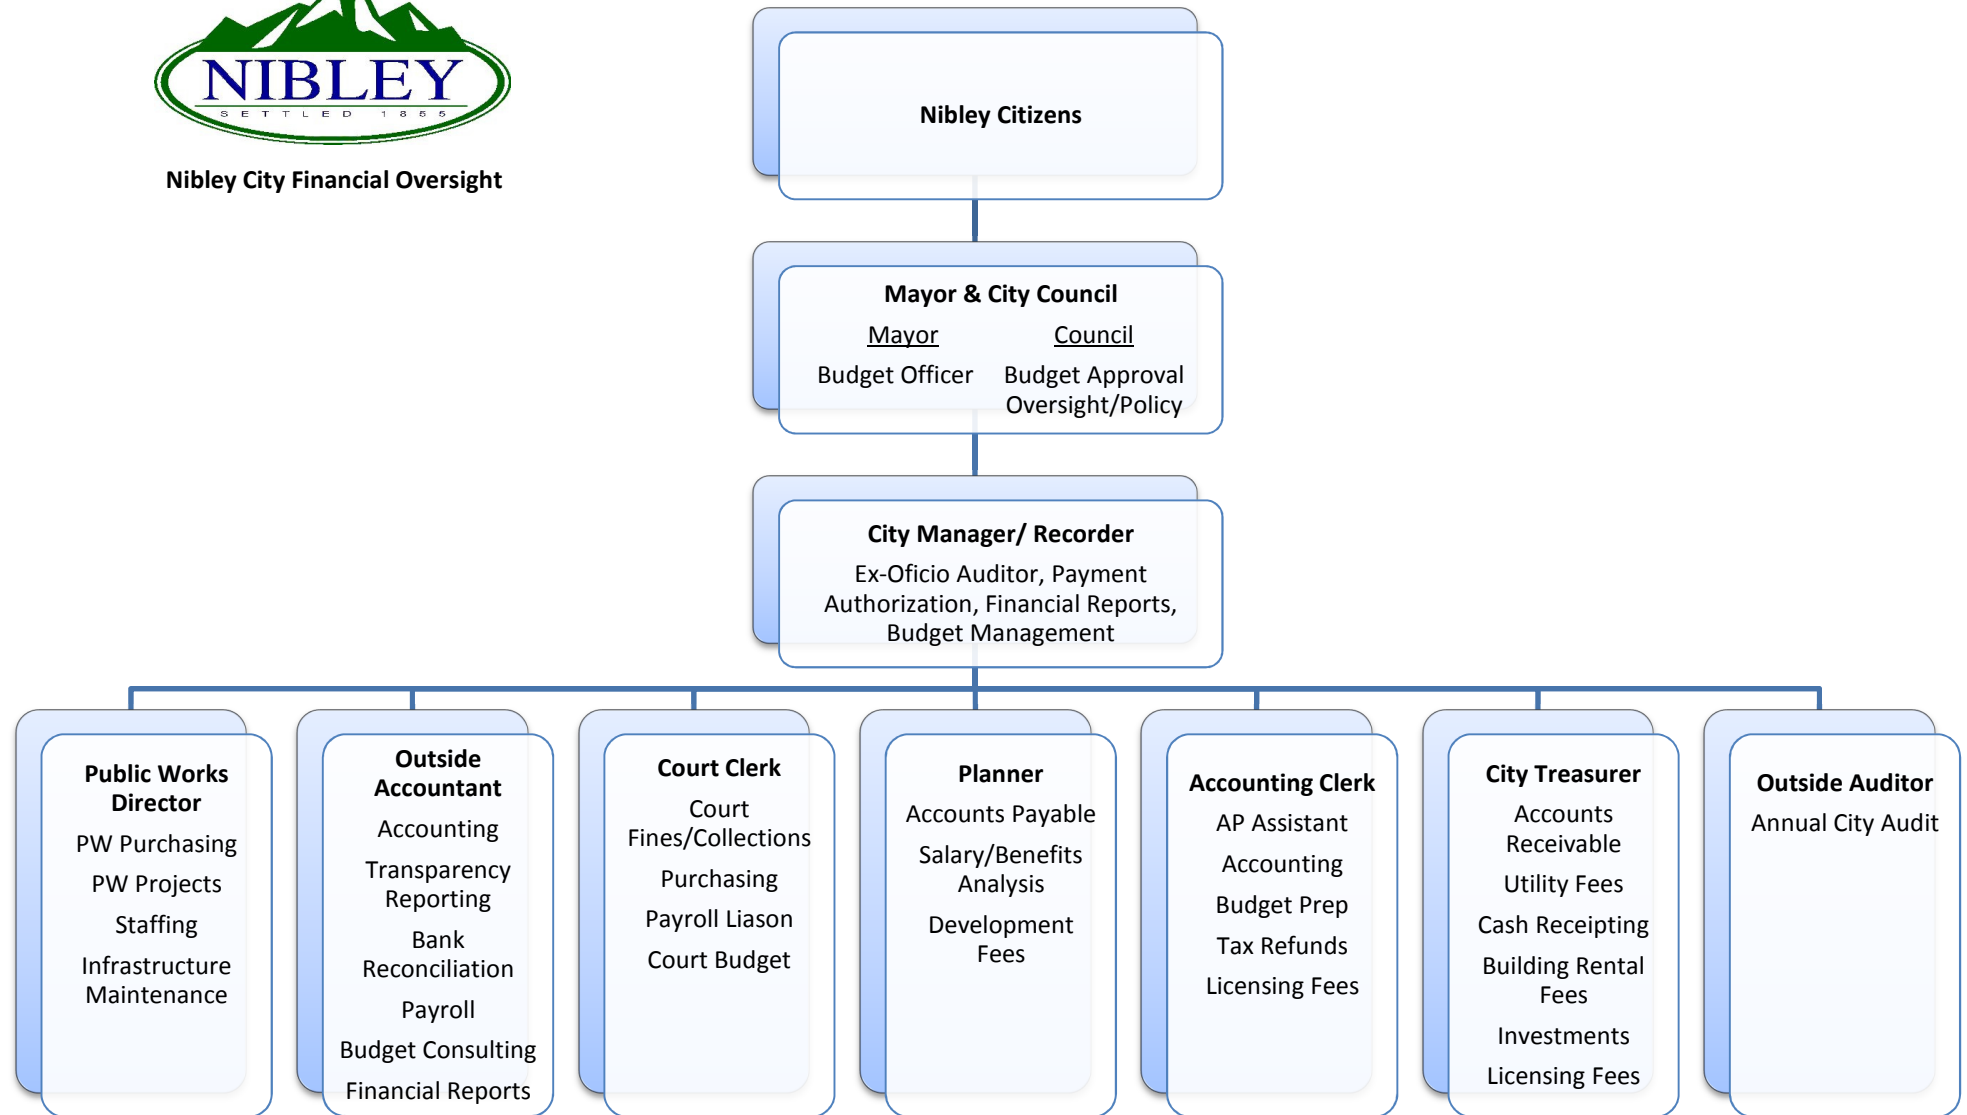 NIBLEY
SETTLED 1855
Nibley City Financial Oversight
Nibley Citizens
Mayor & City Council
Mayor
Budget Officer
Council
Budget Approval
Oversight/Policy
City Manager/ Recorder
Ex-Oficio Auditor, Payment
Authorization, Financial Reports,
Budget Management
Public Works
Director
PW Purchasing
PW Projects
Staffing
Infrastructure
Maintenance
Outside
Accountant
Accounting
Transparency
Reporting
Bank
Reconciliation
Payroll
Budget Consulting
Financial Reports
Court Clerk
Court
Fines/Collections
Purchasing
Payroll Liason
Court Budget
Planner
Accounts Payable
Salary/Benefits
Analysis
Development
Fees
Accounting Clerk
AP Assistant
Accounting
Budget Prep
Tax Refunds
Licensing Fees
City Treasurer
Accounts
Receivable
Utility Fees
Cash Receipting
Building Rental
Fees
Investments
Licensing Fees
Outside Auditor
Annual City Audit